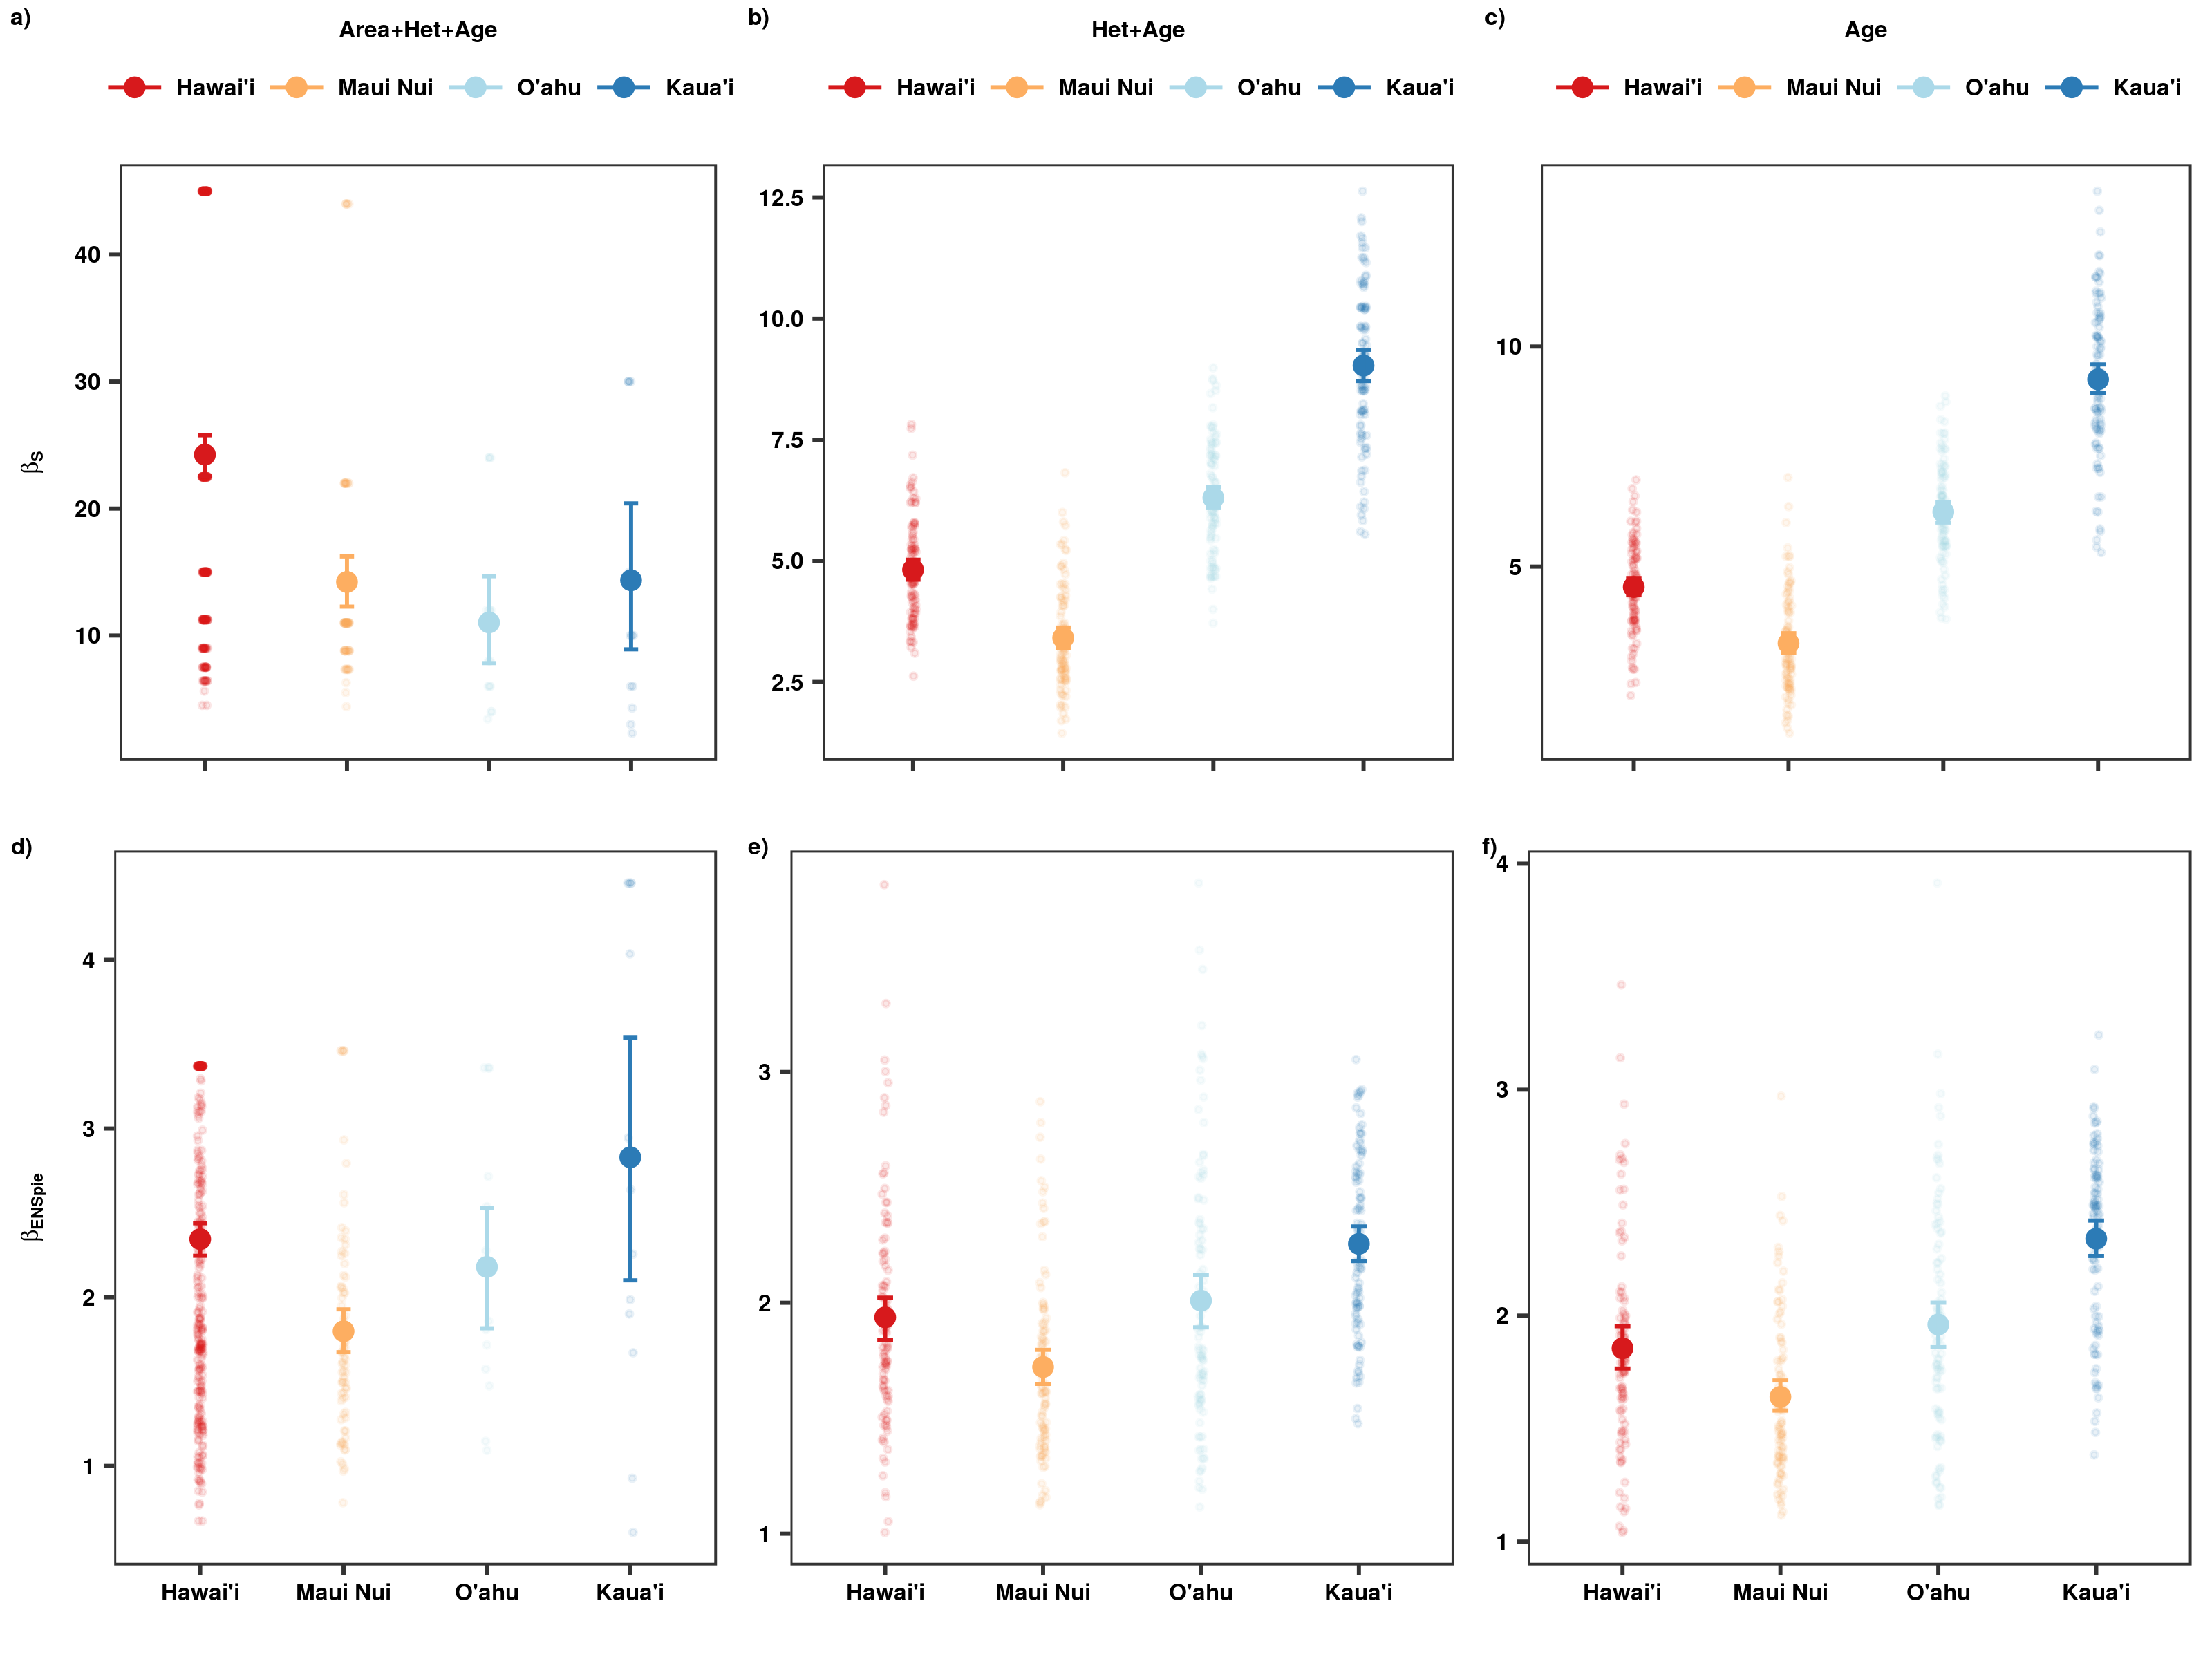 a)
Area+Het+Age
Hawai'i Maui Nui O'ahu Kaua'i
40
30
20
10
βS
b)
Het+Age
Hawai'i Maui Nui O'ahu Kaua'i
12.5
10.0
7.5
5.0
2.5
c)
Age
Hawai'i Maui Nui O'ahu Kaua'i
10
5
d)
4
3
2
1
βENSpie
Hawai'i Maui Nui O'ahu Kaua'i
e)
3
2
1
Hawai'i Maui Nui O'ahu Kaua'i
f)
4
3
2
1
Hawai'i Maui Nui O'ahu Kaua'i